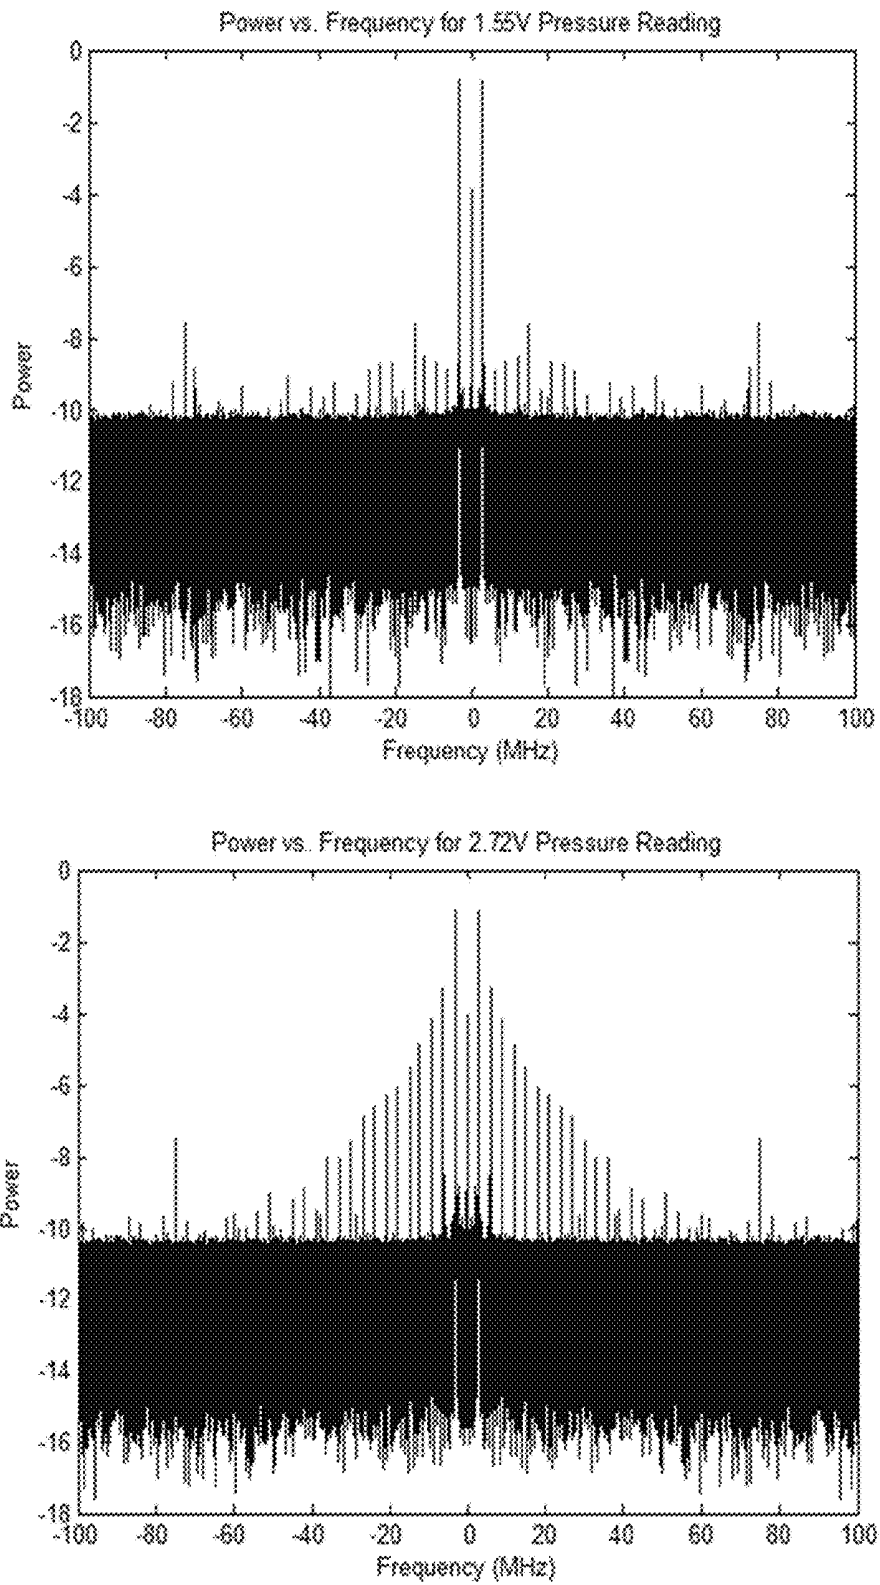 Power vs. Frequency for 1.55V Pressure Reading
0
-2
-4
-6
-8
-10
-12
-14
-16
-18
Power
-100 -80 -60 -40 -20 0 20 40 60 80 100
Frequency (MHz)
Power vs. Frequency for 2.72V Pressure Reading
0
-2
-4
-6
-8
-10
-12
-14
-16
-18
Power
-100 -80 -60 -40 -20 0 20 40 60 80 100
Frequency (MHz)